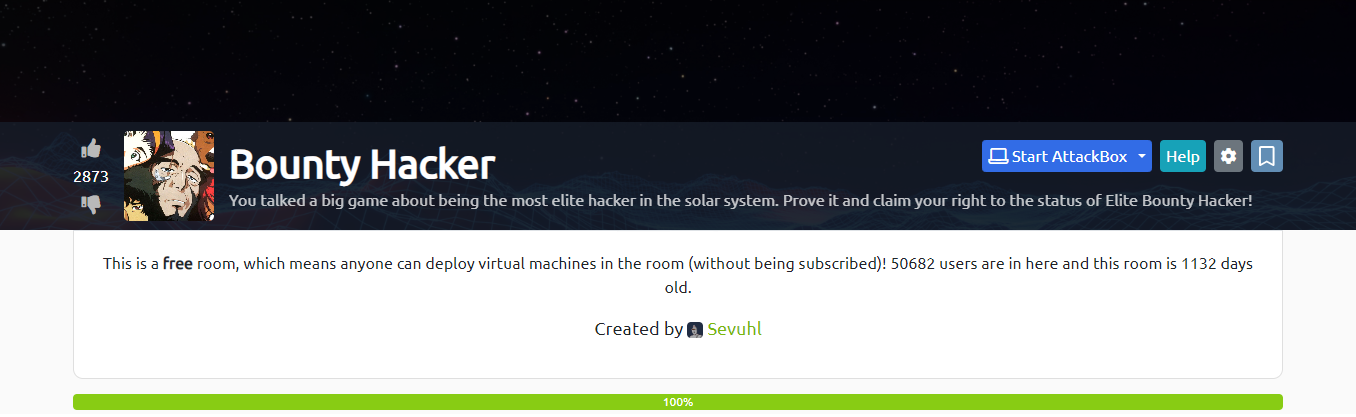 2873
Bounty Hacker
You talked a big game about being the most elite hacker in the solar system. Prove it and claim your right to the status of Elite Bounty Hacker!
Start AttackBox
Help
This is a free room, which means anyone can deploy virtual machines in the room (without being subscribed)! 50682 users are in here and this room is 1132 days
old.
Created by Sevuhl
100%